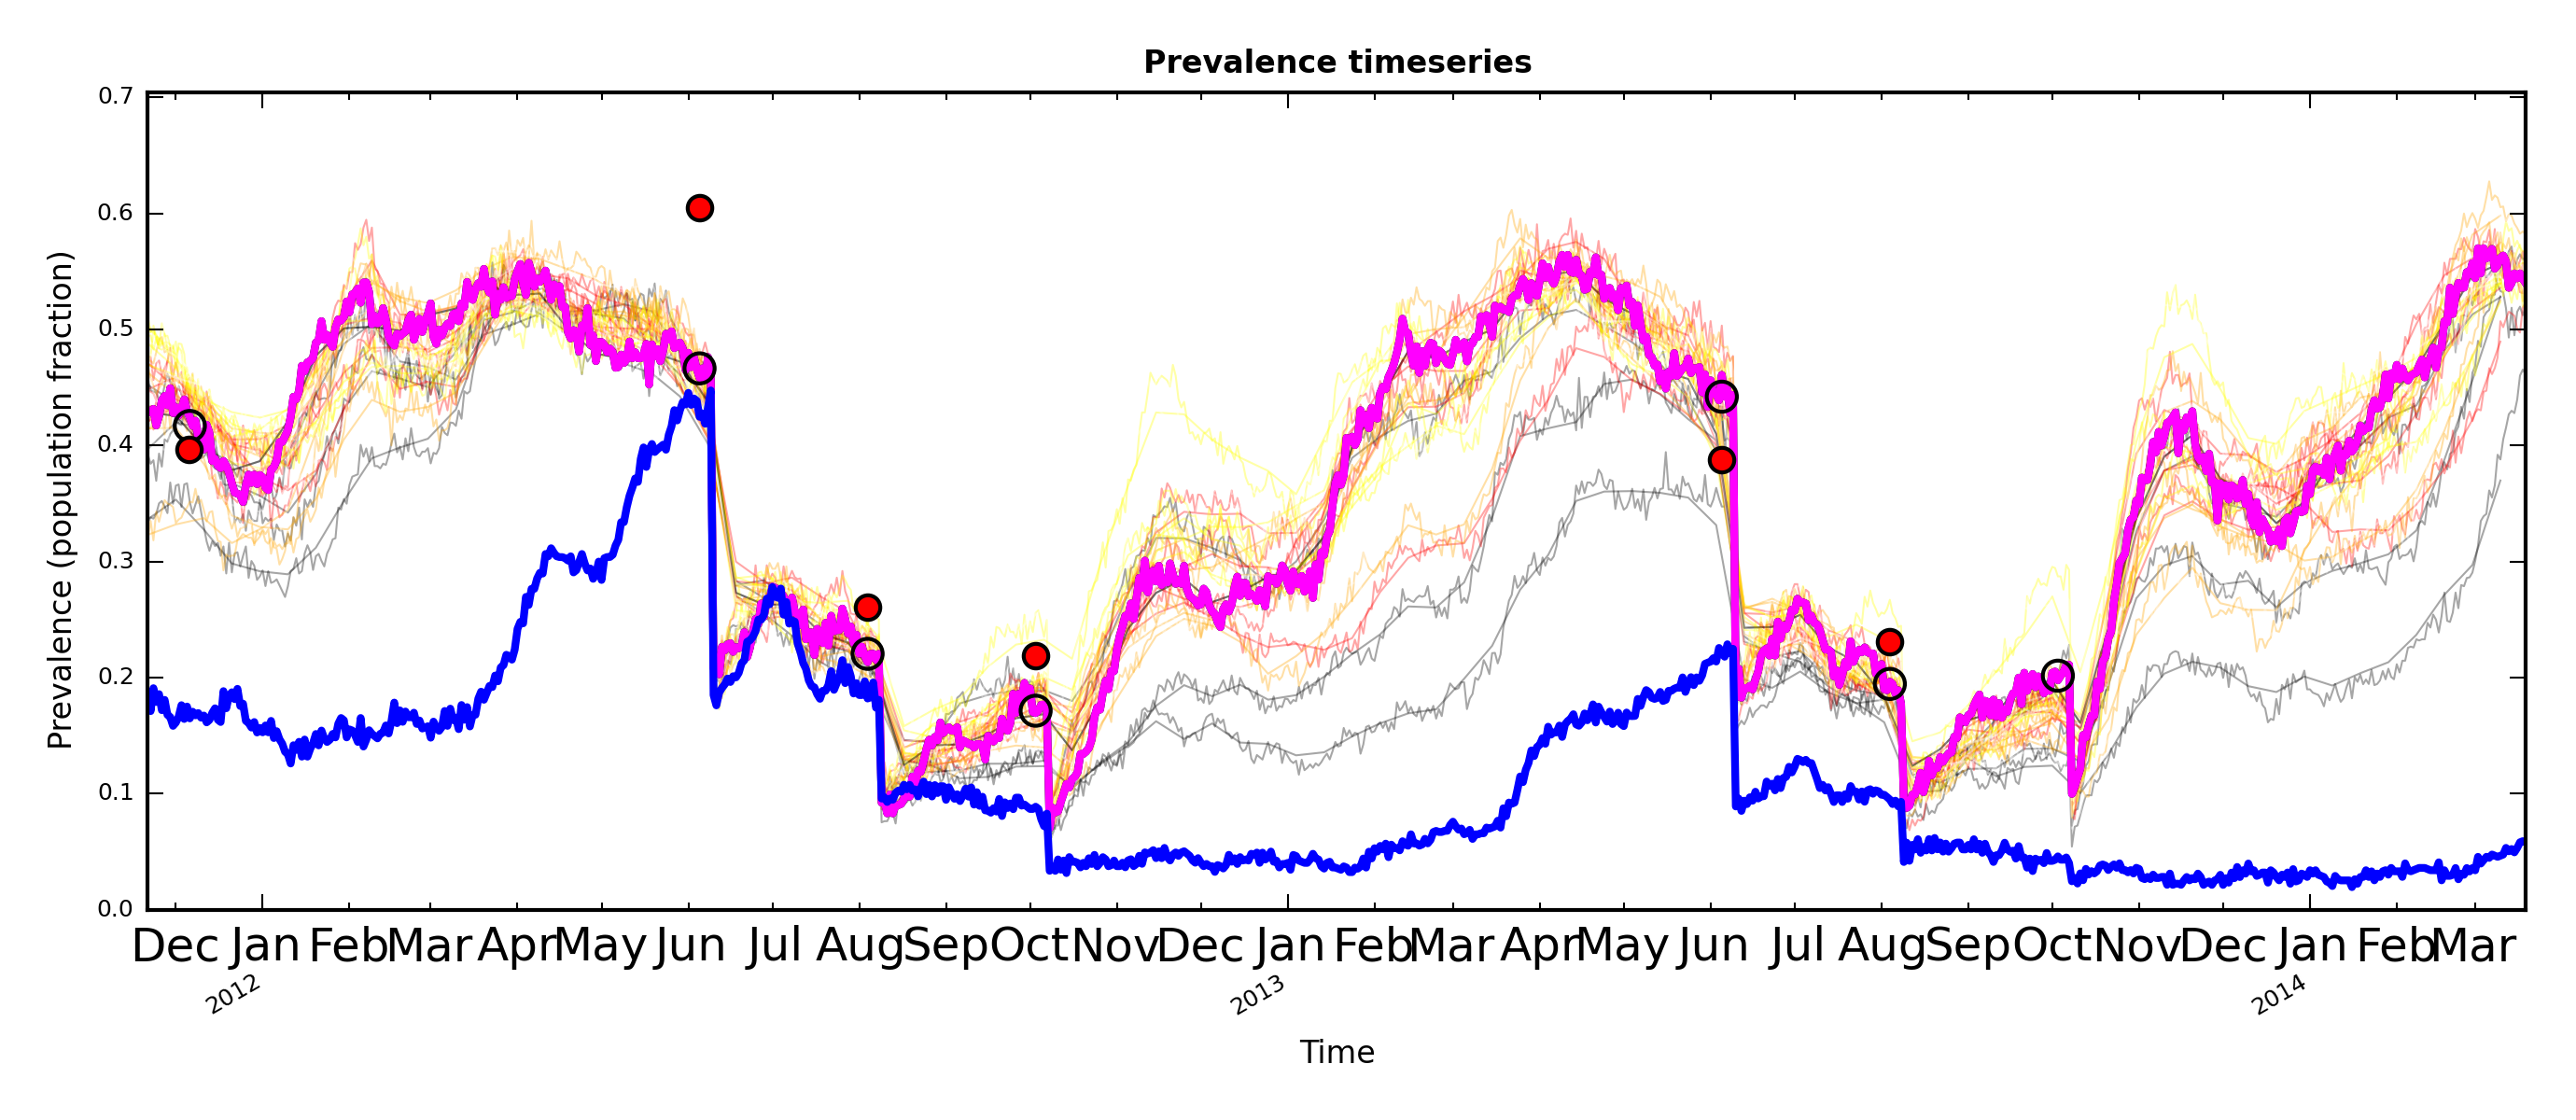 Prevalence timeseries
Prevalence (population fraction)
0.7
0.6
0.5
0.4
0.3
0.2
0.1
0.0
Dec Jan Feb Mar Apr May Jun Jul Aug Sep Oct Nov Dec Jan Feb Mar Apr May Jun Jul Aug Sep Oct Nov Dec Jan Feb Mar
2012 2013 2014
Time